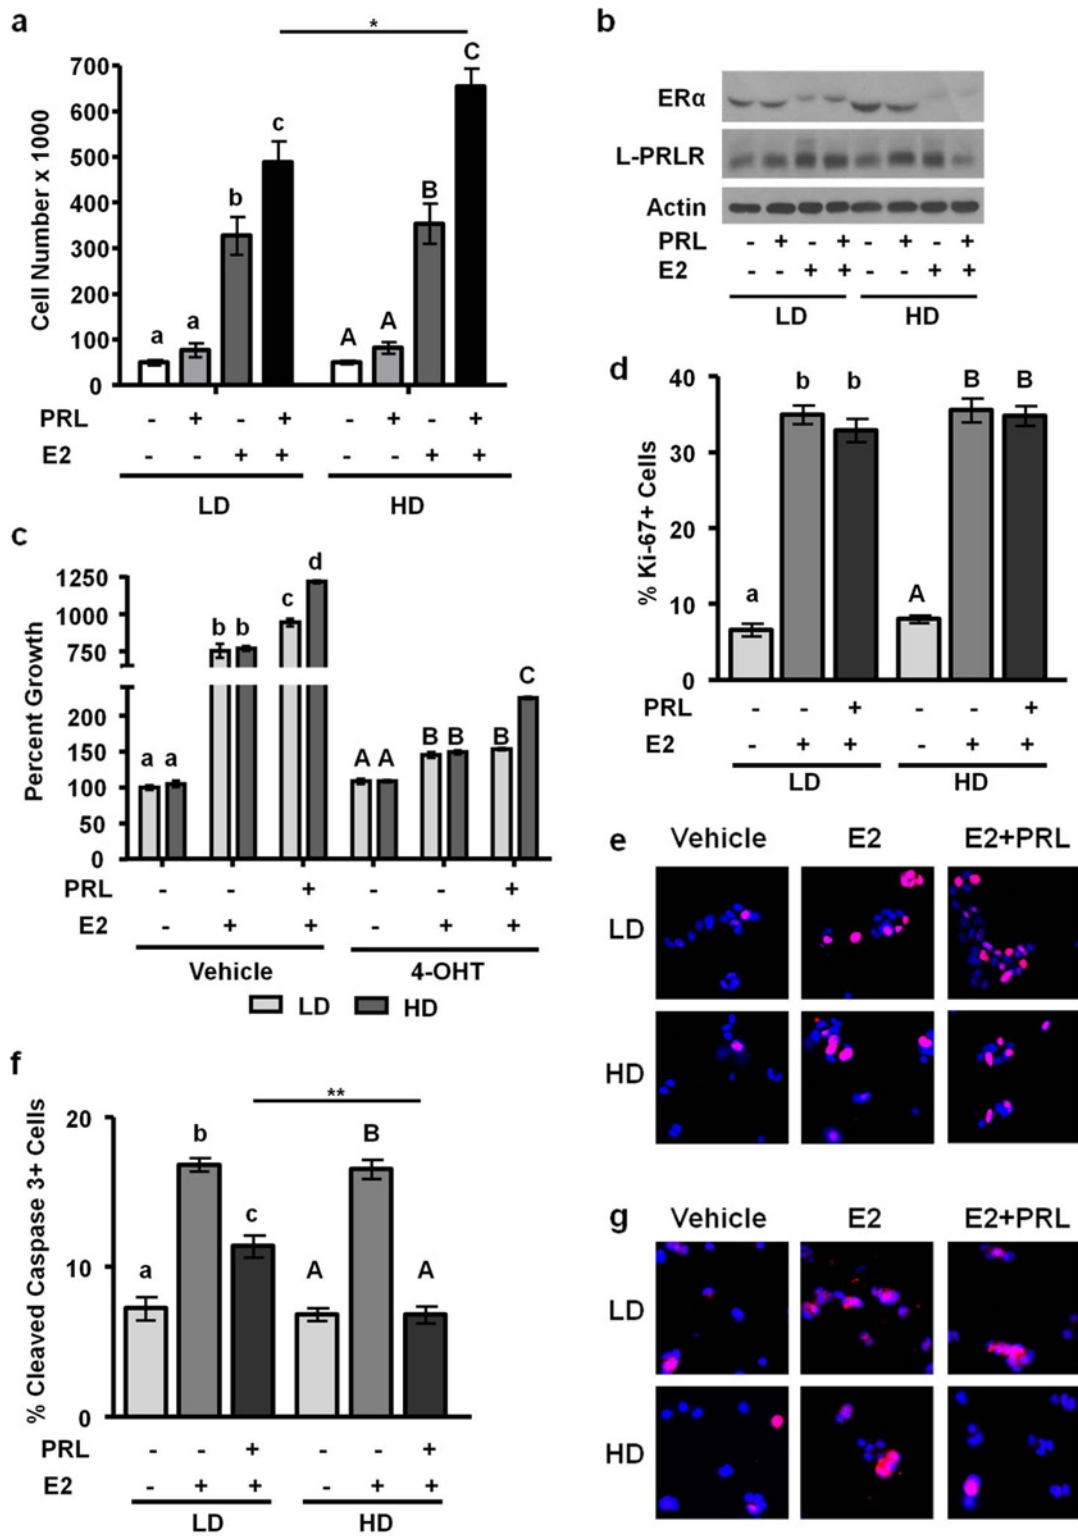 a
*
Cell Number x 1000
700
600
500
400
300
200
100
0
a a b c A A B C
PRL - + - + - + - +
E2 - - + + - - + +
LD HD
b
ERα
L-PRLR
Actin
PRL - + - + - + - +
E2 - - + + - - + +
LD HD
c
Percent Growth
1250
1000
750
200
150
100
50
0
a a b b c d A A B B B C
PRL - - + - - +
E2 - + + - + +
Vehicle 4-OHT
LD HD
d
% Ki-67+ Cells
40
30
20
10
0
a b b A B B
PRL - - + - - +
E2 - + + - + +
LD HD
e
Vehicle E2 E2+PRL
LD
HD
f
**
% Cleaved Caspase 3+ Cells
20
10
0
a b c A B A
PRL - - + - - +
E2 - + + - + +
LD HD
g
Vehicle E2 E2+PRL
LD
HD